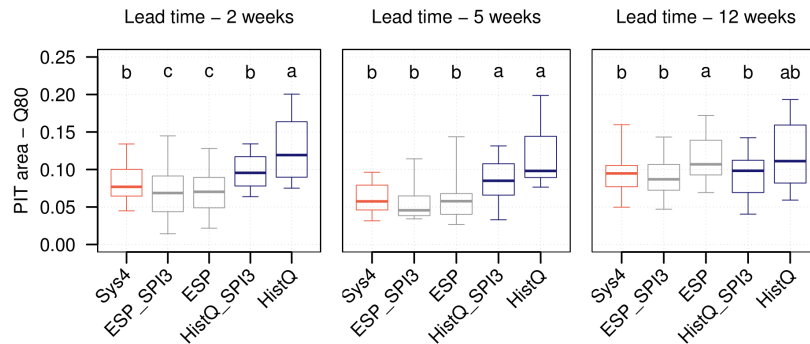 Lead time − 2 weeks
Lead time − 5 weeks
Lead time − 12 weeks
PIT area − Q80
0.25
0.20
0.15
0.10
0.05
0.00
b c c b a
b b b a a
b b a b ab
Sys4
ESP_SPI3
ESP
HistQ_SPI3
HistQ
Sys4
ESP_SPI3
ESP
HistQ_SPI3
HistQ
Sys4
ESP_SPI3
ESP
HistQ_SPI3
HistQ